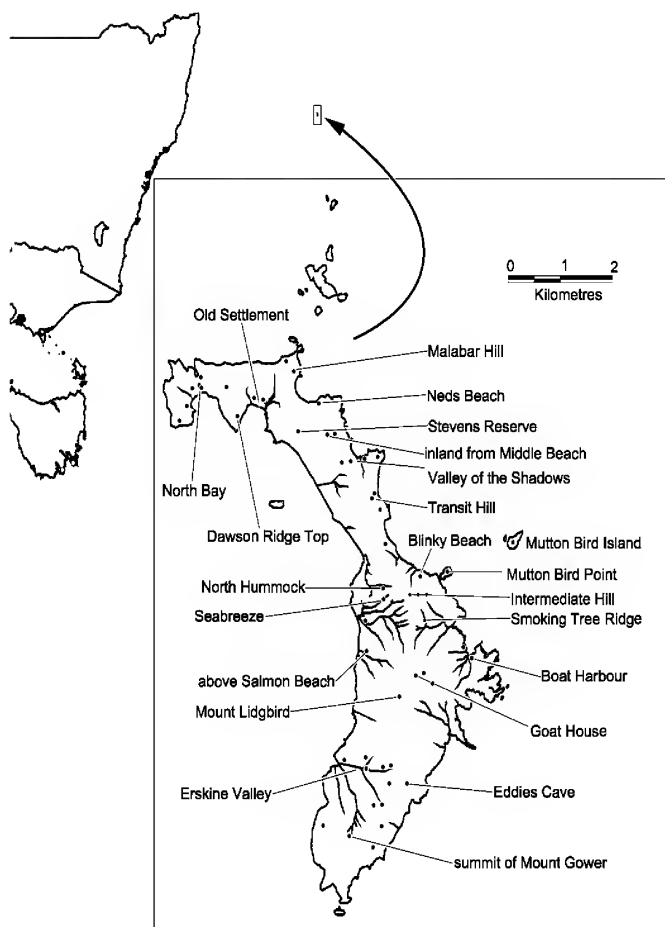 0 1 2
Kilometres
Old Settlement
Malabar Hill
Neds Beach
Stevens Reserve
inland from Middle Beach
Valley of the Shadows
North Bay
Transit Hill
Dawson Ridge Top
Blinky Beach
Mutton Bird Island
Mutton Bird Point
North Hummock
Intermediate Hill
Seabreeze
Smoking Tree Ridge
above Salmon Beach
Boat Harbour
Mount Lidgbird
Goat House
Erskine Valley
Eddies Cave
summit of Mount Gower